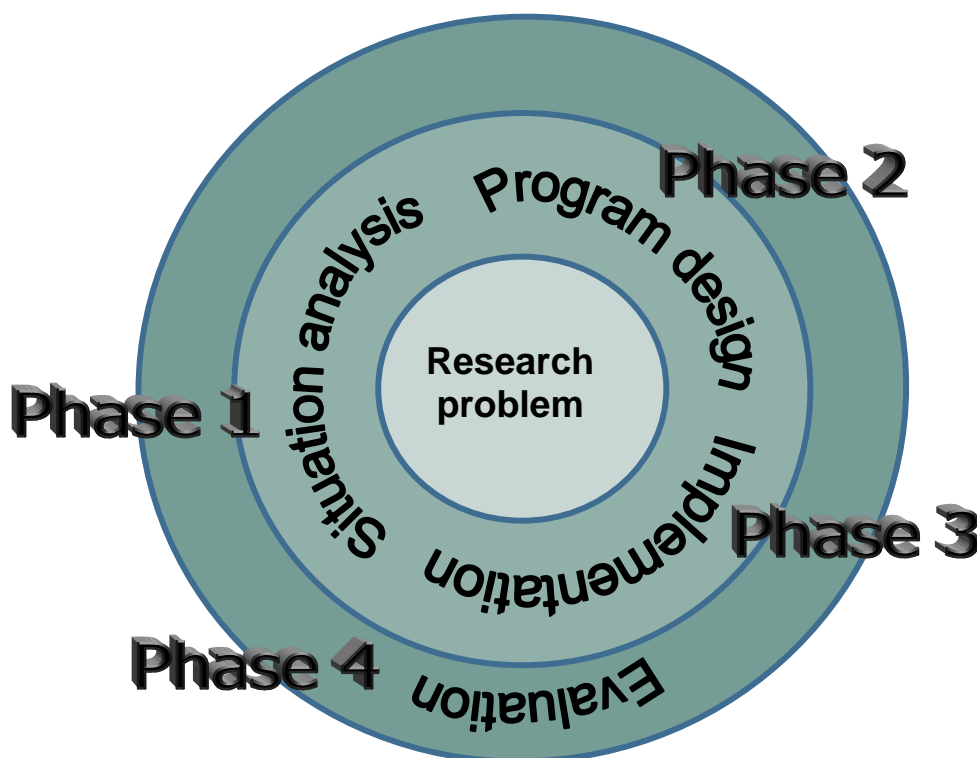 Phase 1
Situation analysis
Phase 2
Program design
Research
problem
Phase 3
Implementation
Phase 4
Evaluation